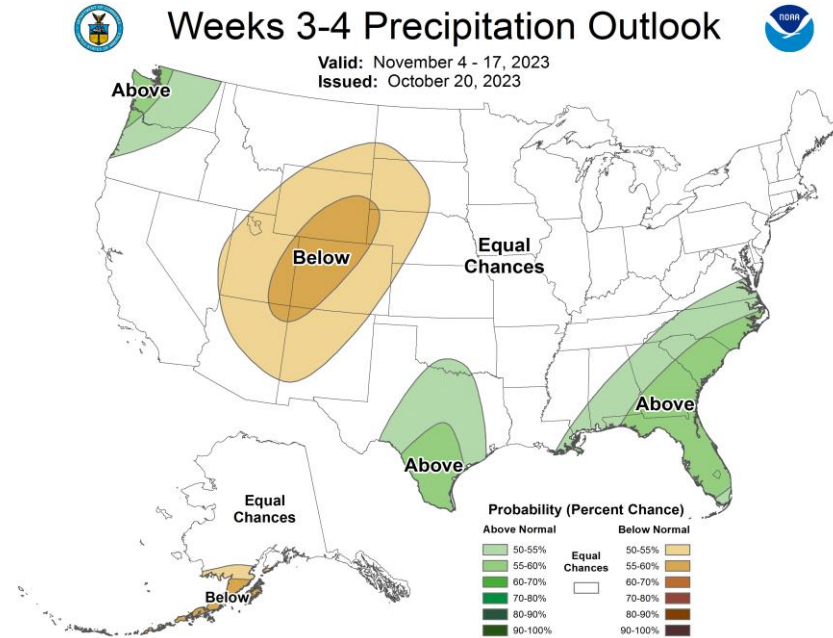 Weeks 3-4 Precipitation Outlook
Valid: November 4 - 17, 2023
Issued: October 20, 2023
NOAA
Above
Below
Equal
Chances
Above
Above
Equal
Chances
Below
Probability (Percent Chance)
Above Normal
Below Normal
Equal
Chances
50-55%
55-60%
60-70%
70-80%
80-90%
90-100%
50-55%
55-60%
60-70%
70-80%
80-90%
90-100%